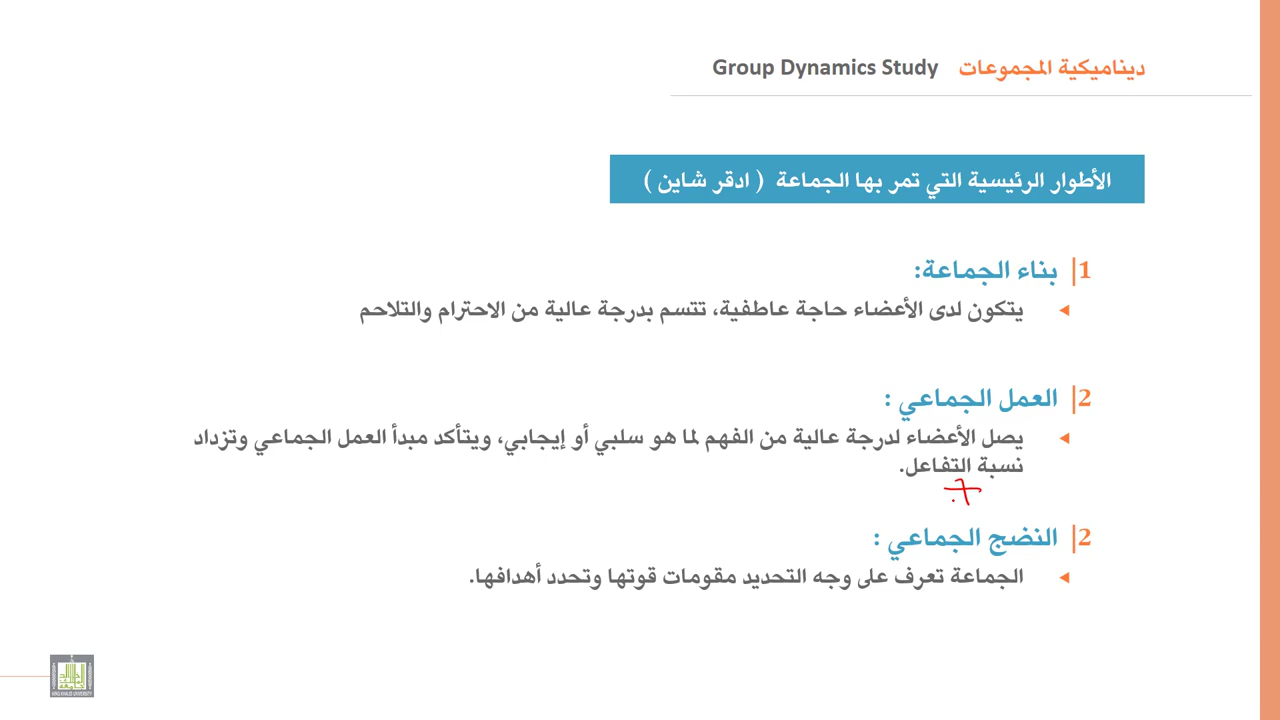 ديناميكية المجموعات Group Dynamics Study
الأطوار الرئيسية التي تمر بها الجماعة ( ادقر شاين )
1| بناء الجماعة:
يتكون لدى الأعضاء حاجة عاطفية، تتسم بدرجة عالية من الاحترام والتلاحم
2| العمل الجماعي :
يصل الأعضاء لدرجة عالية من الفهم لما هو سلبي أو إيجابي، ويتأكد مبدأ العمل الجماعي وتزداد
نسبة التفاعل.
2| النضج الجماعي :
الجماعة تعرف على وجه التحديد مقومات قوتها وتحدد أهدافها.
KING KHALID UNIVERSITY